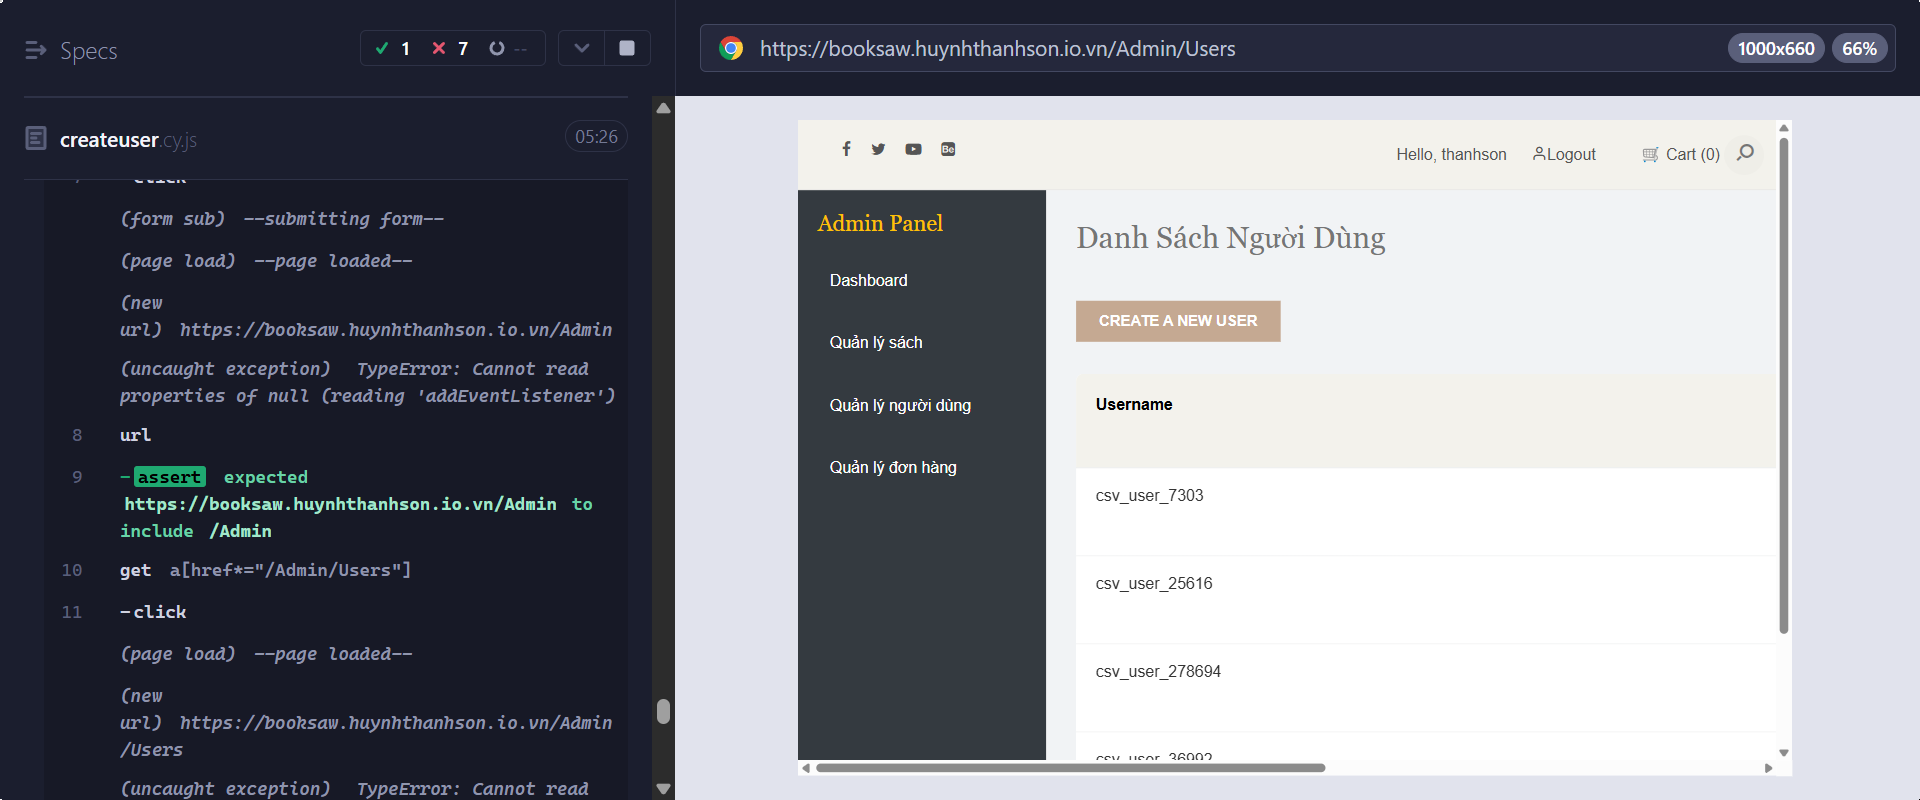 Specs
1 7 --
createuser.cy.js
05:26
click
(form sub) --submitting form--
(page load) --page loaded--
(new
url) https://booksaw.huynhthanhson.io.vn/Admin
(uncaught exception) TypeError: Cannot read
properties of null (reading 'addEventListener')
8 url
9 -assert expected
https://booksaw.huynhthanhson.io.vn/Admin to
include /Admin
10 get a[href*="/Admin/Users"]
11 -click
(page load) --page loaded--
(new
url) https://booksaw.huynhthanhson.io.vn/Admin
/Users
(uncaught exception) TypeError: Cannot read
https://booksaw.huynhthanhson.io.vn/Admin/Users
1000x660 66%
Bē
Hello, thanhson Logout Cart (0)
Admin Panel
Dashboard
Quản lý sách
Quản lý người dùng
Quản lý đơn hàng
Danh Sách Người Dùng
CREATE A NEW USER
Username
csv_user_7303
csv_user_25616
csv_user_278694
csv_user_36992